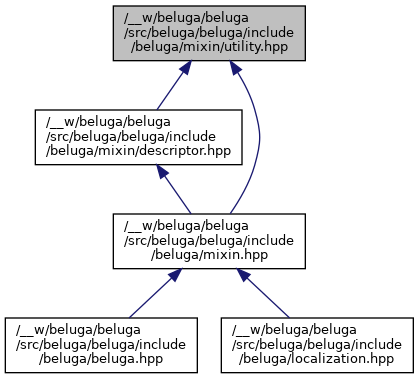 /__w/beluga/beluga
/src/beluga/beluga/include
/beluga/mixin/utility.hpp
/__w/beluga/beluga
/src/beluga/beluga/include
/beluga/mixin/descriptor.hpp
/__w/beluga/beluga
/src/beluga/beluga/include
/beluga/mixin.hpp
/__w/beluga/beluga
/src/beluga/beluga/include
/beluga/beluga.hpp
/__w/beluga/beluga
/src/beluga/beluga/include
/beluga/localization.hpp